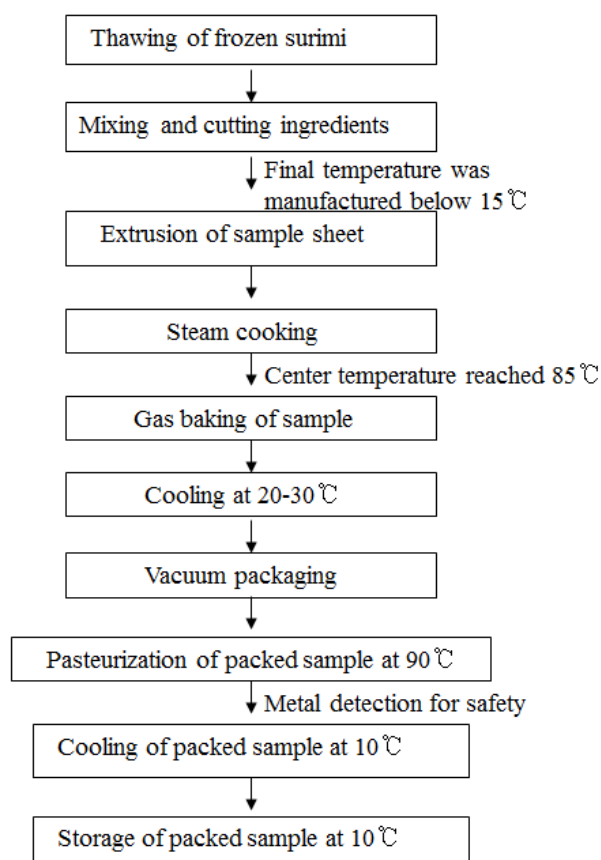 Thawing of frozen surimi
Mixing and cutting ingredients
Final temperature was
manufactured below 15℃
Extrusion of sample sheet
Steam cooking
Center temperature reached 85℃
Gas baking of sample
Cooling at 20-30℃
Vacuum packaging
Pasteurization of packed sample at 90℃
Metal detection for safety
Cooling of packed sample at 10℃
Storage of packed sample at 10℃